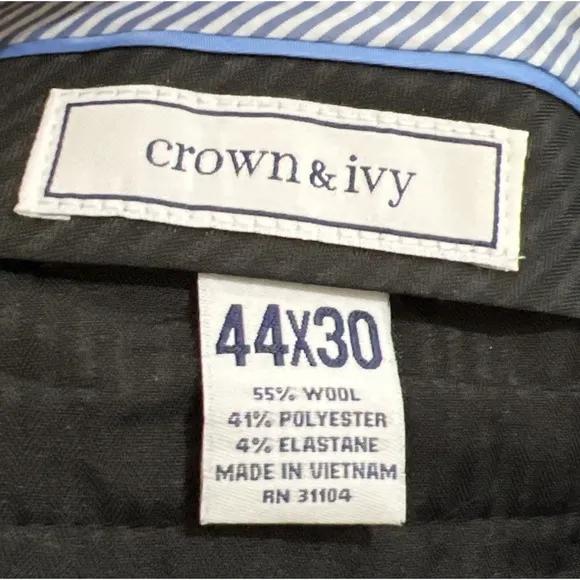 crown & ivy
44X30
55% WOOL
41% POLYESTER
4% ELASTANE
MADE IN VIETNAM
RN 31104